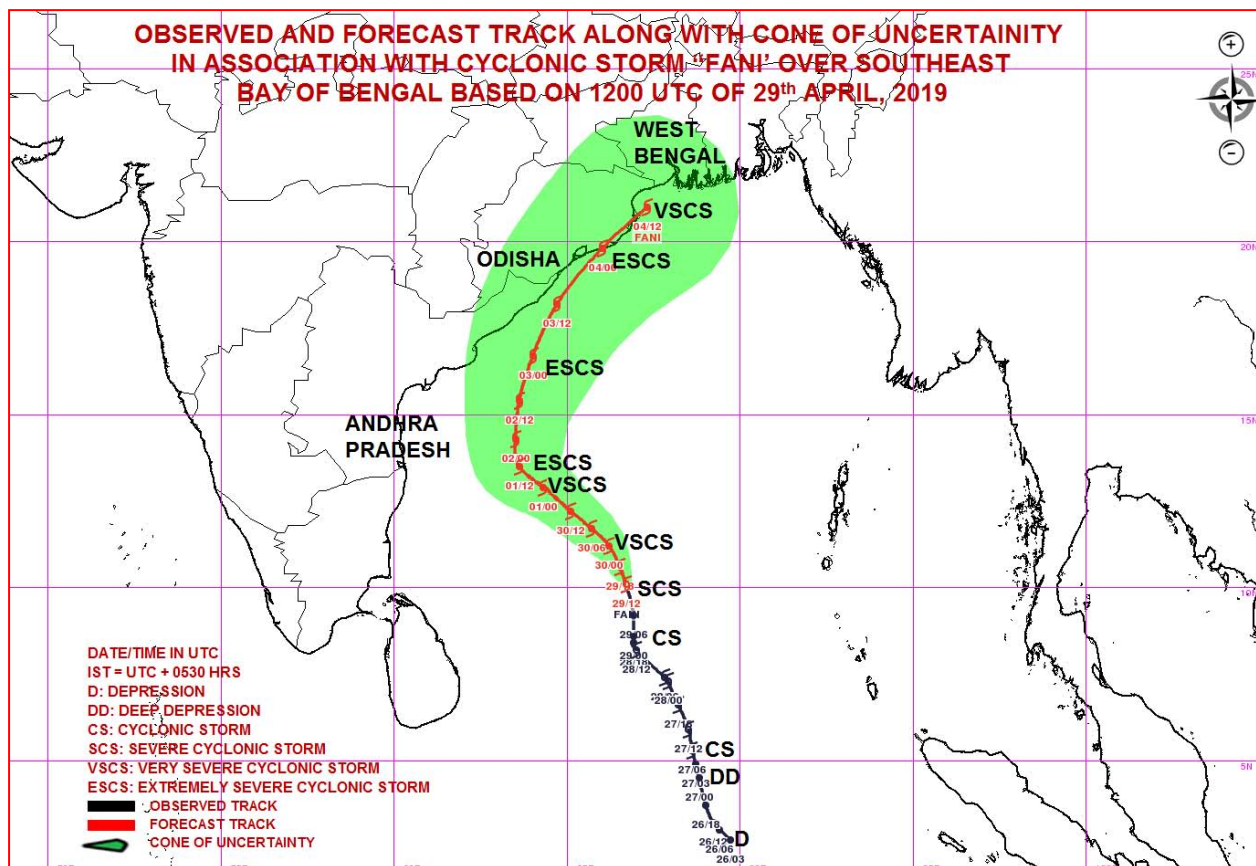 OBSERVED AND FORECAST TRACK ALONG WITH CONE OF UNCERTAINITY
IN ASSOCIATION WITH CYCLONIC STORM “FANI’ OVER SOUTHEAST
BAY OF BENGAL BASED ON 1200 UTC OF 29th APRIL, 2019
25N
WEST
BENGAL
VSCS
04/12
FANI
20N
ODISHA
ESCS
03/12
ESCS
03/00
15N
ANDHRA
PRADESH
02/12
02/00
ESCS
01/12
VSCS
01/00
30/12
30/06
VSCS
30/00
10N
SCS
29/12
FANI
29/06
CS
29/00
28/18
28/12
28/00
27/18
27/12
CS
5N
27/06
DD
27/03
27/00
26/18
D
26/12
26/06
26/03
DATE/TIME IN UTC
IST = UTC + 0530 HRS
D: DEPRESSION
DD: DEEP DEPRESSION
CS: CYCLONIC STORM
SCS: SEVERE CYCLONIC STORM
VSCS: VERY SEVERE CYCLONIC STORM
ESCS: EXTREMELY SEVERE CYCLONIC STORM
OBSERVED TRACK
FORECAST TRACK
CONE OF UNCERTAINTY